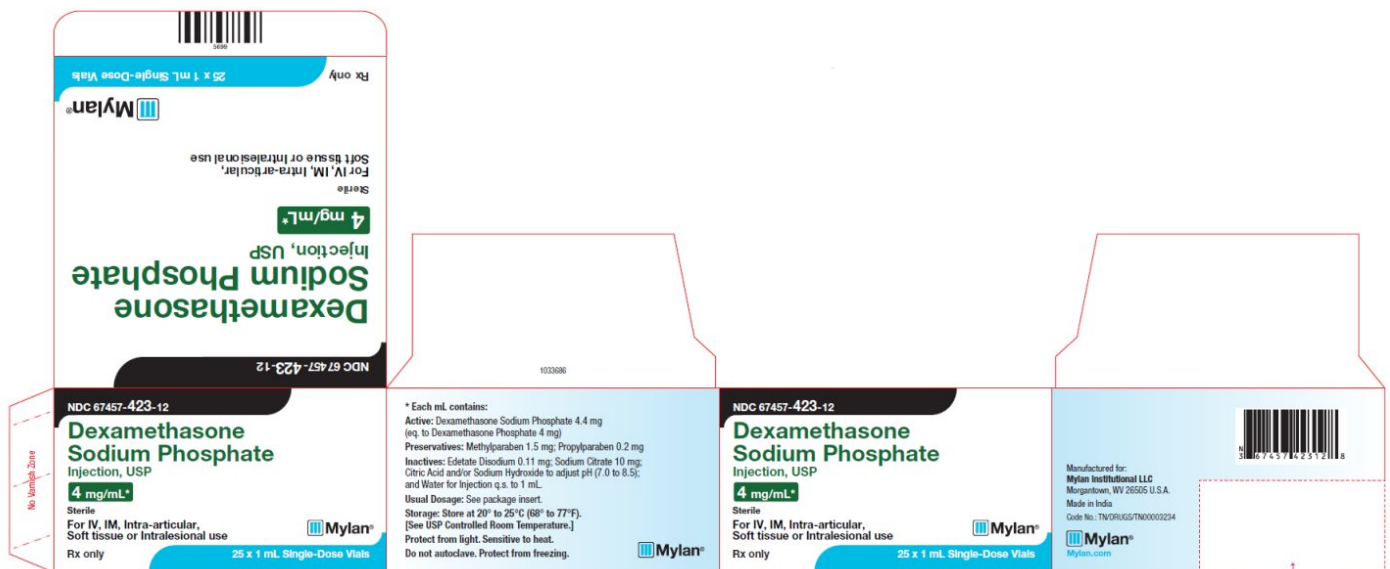 5699
Rx only
25 x 1 mL Single-Dose Vials
Mylan®
For IV, IM, Intra-articular,
Soft tissue or Intralesional use
Sterile
4 mg/mL*
Dexamethasone
Sodium Phosphate
Injection, USP
NDC 67457-423-12
1033686
No Varnish Zone
NDC 67457-423-12
Dexamethasone
Sodium Phosphate
Injection, USP
4 mg/mL*
Sterile
For IV, IM, Intra-articular,
Soft tissue or Intralesional use
Mylan®
Rx only
25 x 1 mL Single-Dose Vials
* Each mL contains:
Active: Dexamethasone Sodium Phosphate 4.4 mg
(eq. to Dexamethasone Phosphate 4 mg)
Preservatives: Methylparaben 1.5 mg; Propylparaben 0.2 mg
Inactives: Edetate Disodium 0.11 mg; Sodium Citrate 10 mg;
Citric Acid and/or Sodium Hydroxide to adjust pH (7.0 to 8.5);
and Water for Injection q.s. to 1 mL.
Usual Dosage: See package insert.
Storage: Store at 20° to 25°C (68° to 77°F).
[See USP Controlled Room Temperature.]
Protect from light. Sensitive to heat.
Do not autoclave. Protect from freezing.
Mylan®
NDC 67457-423-12
Dexamethasone
Sodium Phosphate
Injection, USP
4 mg/mL*
Sterile
For IV, IM, Intra-articular,
Soft tissue or Intralesional use
Mylan®
Rx only
25 x 1 mL Single-Dose Vials
N
3 67457 42312 8
Manufactured for:
Mylan Institutional LLC
Morgantown, WV 26505 U.S.A.
Made in India
Code No.: TN/DRUGS/TN00003234
Mylan®
Mylan.com